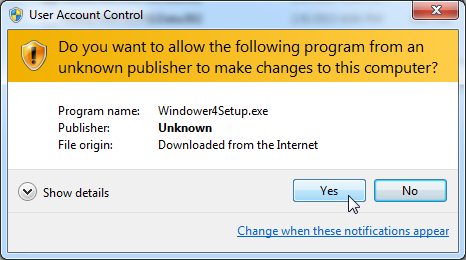 User Account Control
Do you want to allow the following program from an
unknown publisher to make changes to this computer?
Program name: Windower4Setup.exe
Publisher: Unknown
File origin: Downloaded from the Internet
Show details
Yes
No
Change when these notifications appear